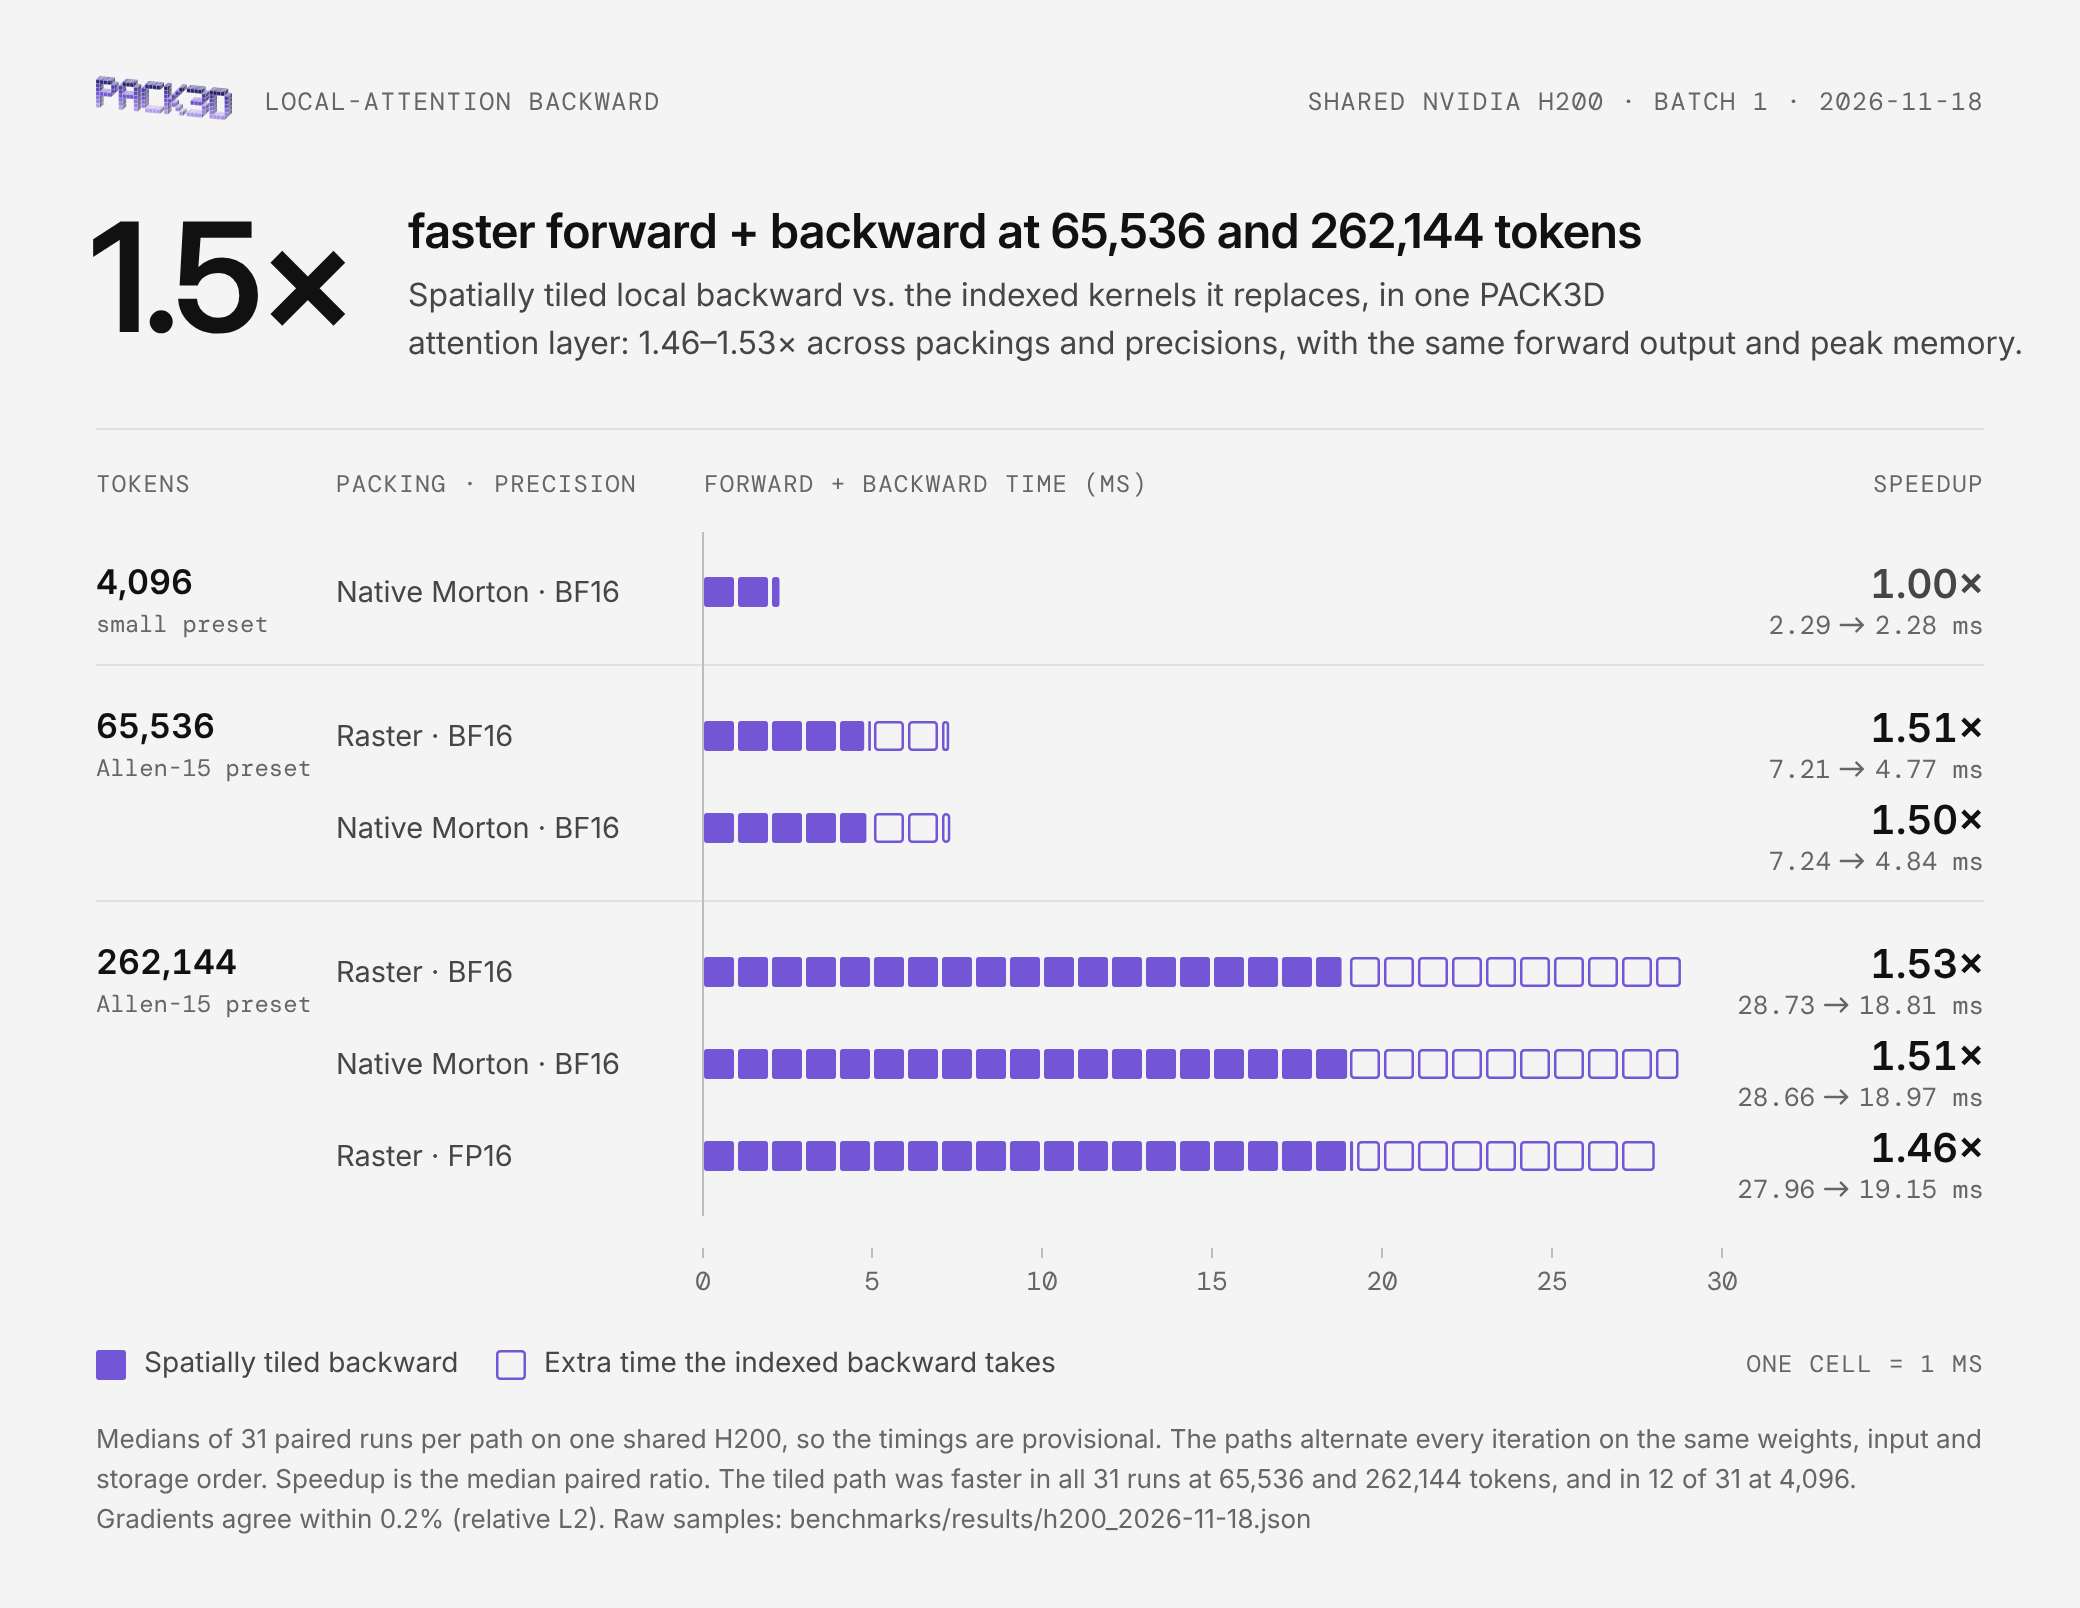 PACK3D LOCAL-ATTENTION BACKWARD
SHARED NVIDIA H200 · BATCH 1 · 2026-11-18
1.5×
faster forward + backward at 65,536 and 262,144 tokens
Spatially tiled local backward vs. the indexed kernels it replaces, in one PACK3D
attention layer: 1.46–1.53× across packings and precisions, with the same forward output and peak memory.
TOKENS PACKING · PRECISION FORWARD + BACKWARD TIME (MS) SPEEDUP
4,096 Native Morton · BF16 1.00×
small preset 2.29 → 2.28 ms
65,536 Raster · BF16 1.51×
Allen-15 preset 7.21 → 4.77 ms
Native Morton · BF16 1.50×
7.24 → 4.84 ms
262,144 Raster · BF16 1.53×
Allen-15 preset 28.73 → 18.81 ms
Native Morton · BF16 1.51×
28.66 → 18.97 ms
Raster · FP16 1.46×
27.96 → 19.15 ms
0 5 10 15 20 25 30
Spatially tiled backward Extra time the indexed backward takes ONE CELL = 1 MS
Medians of 31 paired runs per path on one shared H200, so the timings are provisional. The paths alternate every iteration on the same weights, input and
storage order. Speedup is the median paired ratio. The tiled path was faster in all 31 runs at 65,536 and 262,144 tokens, and in 12 of 31 at 4,096.
Gradients agree within 0.2% (relative L2). Raw samples: benchmarks/results/h200_2026-11-18.json